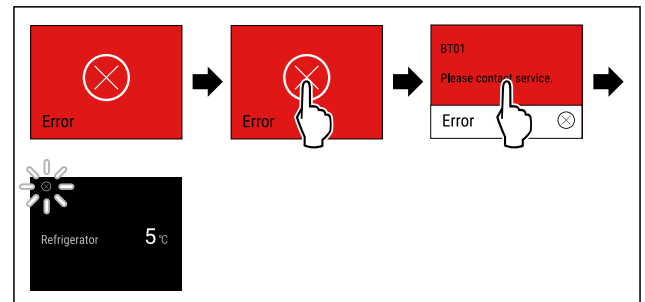 Error
Error
BT01
Please contact service.
Error
Refrigerator 5 °C